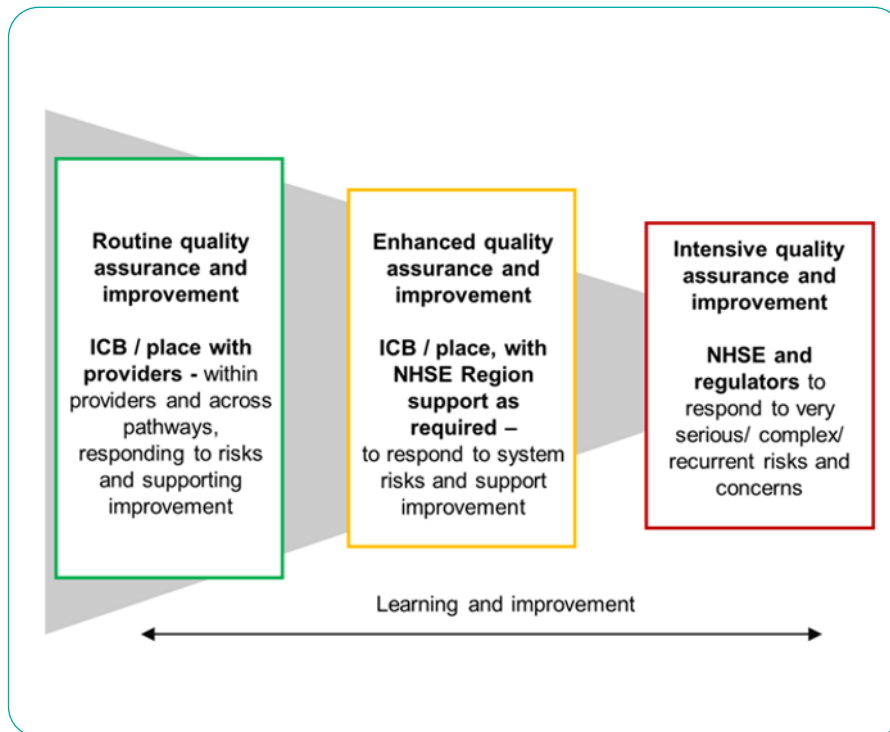 Routine quality
assurance and
improvement
ICB / place with
providers - within
providers and across
pathways,
responding to risks
and supporting
improvement
Enhanced quality
assurance and
improvement
ICB / place, with
NHSE Region
support as
required –
to respond to system
risks and support
improvement
Intensive quality
assurance and
improvement
NHSE and
regulators to
respond to very
serious/ complex/
recurrent risks and
concerns
Learning and improvement